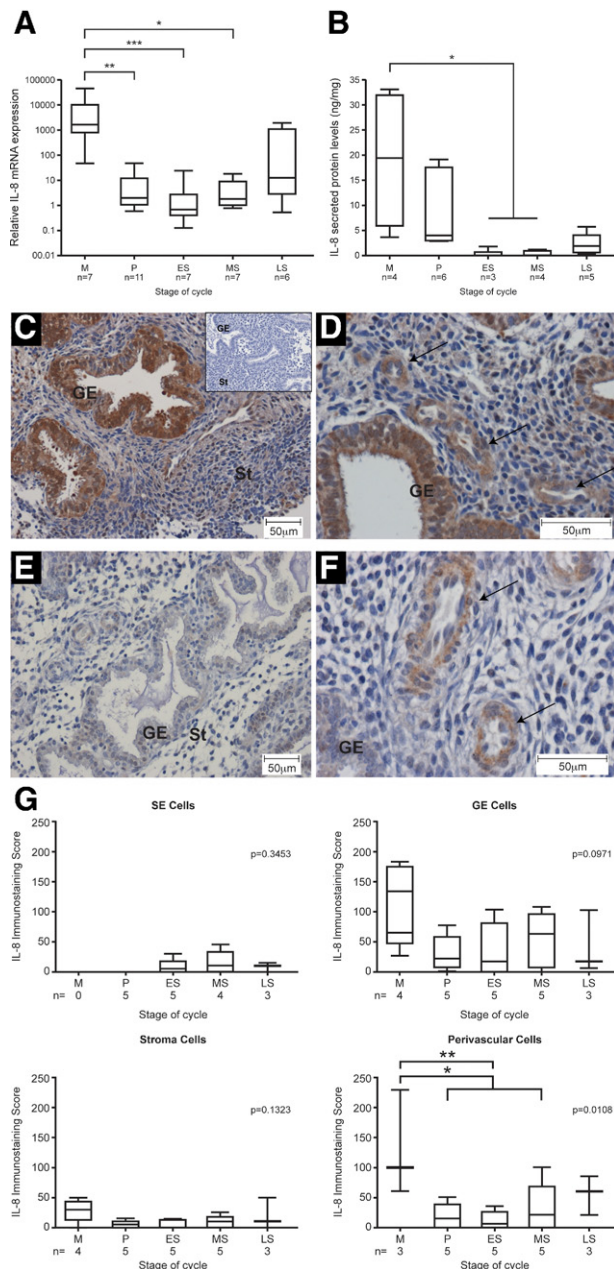 A
*
***
**
Relative IL-8 mRNA expression
100000
10000
1000
100
10
1
0.1
00.01
M P ES MS LS
n=7 n=11 n=7 n=7 n=6
Stage of cycle
B
*
IL-8 secreted protein levels (ng/mg)
35
30
25
20
15
10
5
0
M P ES MS LS
n=4 n=6 n=3 n=4 n=5
Stage of cycle
C
GE
St
GE
St
50μm
D
GE
50μm
E
GE
St
50μm
F
GE
50μm
G
SE Cells
p=0.3453
IL-8 Immunostaining Score
250
200
150
100
50
0
M P ES MS LS
n= 0 5 5 4 3
Stage of cycle
GE Cells
p=0.0971
IL-8 Immunostaining Score
250
200
150
100
50
0
M P ES MS LS
4 5 5 5 3
Stage of cycle
Stroma Cells
p=0.1323
IL-8 Immunostaining Score
250
200
150
100
50
0
M P ES MS LS
n= 4 5 5 5 3
Stage of cycle
Perivascular Cells
**
*
p=0.0108
IL-8 Immunostaining Score
250
200
150
100
50
0
M P ES MS LS
n= 3 5 5 5 3
Stage of cycle